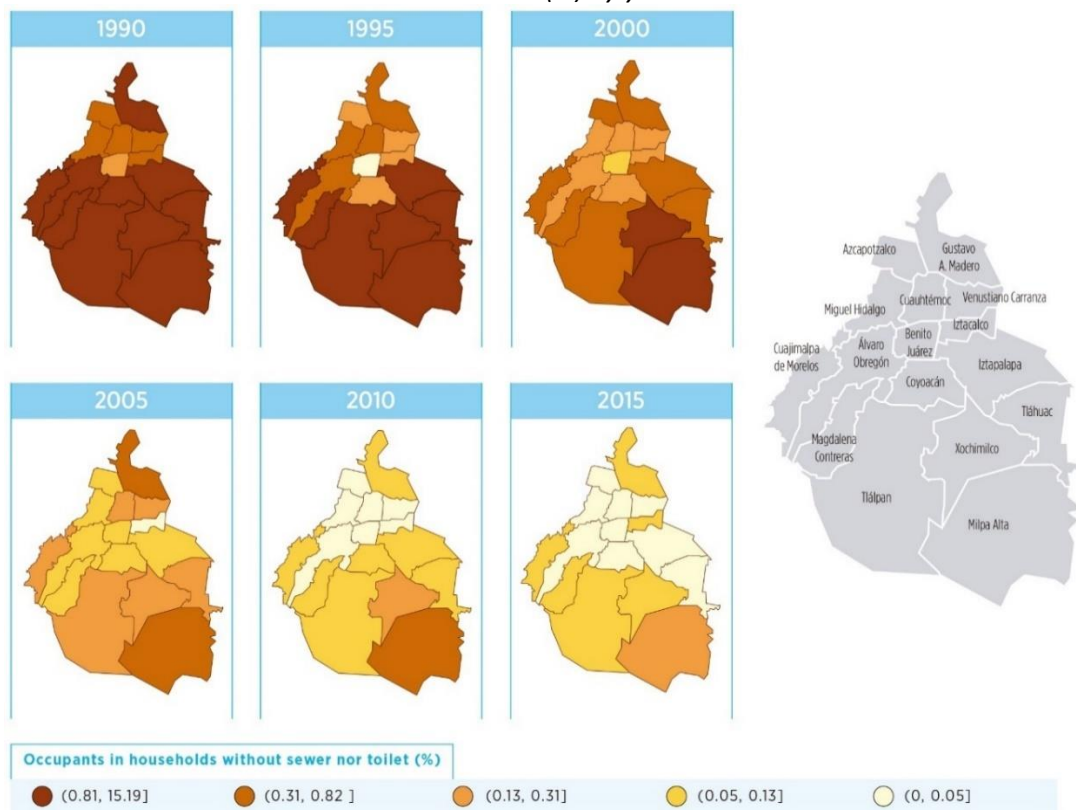 1990
1995
2000
Azcapotzalco
Gustavo
A. Madero
Miguel Hidalgo
Cuauhtémoc
Venustiano Carranza
Iztacalco
Cuajimalpa
de Morelos
Álvaro
Obregón
Benito
Juárez
Iztapalapa
Coyoacán
Tláhuac
Magdalena
Contreras
Xochimilco
Tlálpan
Milpa Alta
2005
2010
2015
Occupants in households without sewer nor toilet (%)
(0.81, 15.19]
(0.31, 0.82 ]
(0.13, 0.31]
(0.05, 0.13]
(0, 0.05]